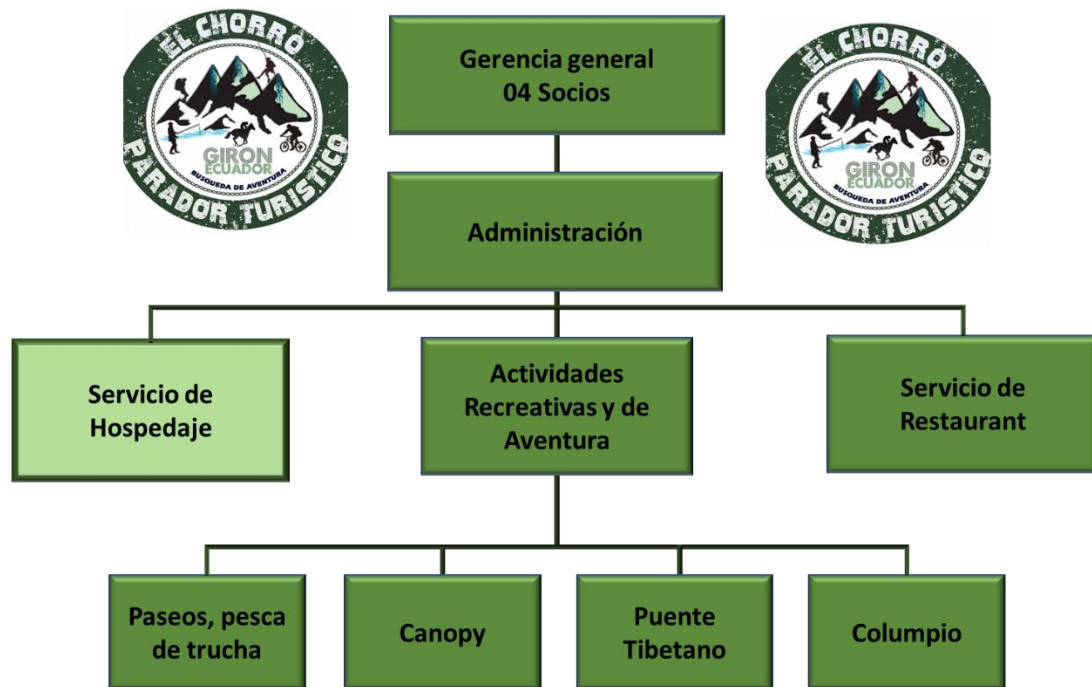 EL CHORRO
GIRON
ECUADOR
BUSQUEDA DE AVENTURA
PARADOR TURÍSTICO
Gerencia general
04 Socios
EL CHORRO
GIRON
ECUADOR
BUSQUEDA DE AVENTURA
PARADOR TURÍSTICO
Administración
Servicio de
Hospedaje
Actividades
Recreativas y de
Aventura
Servicio de
Restaurant
Paseos, pesca
de trucha
Canopy
Puente
Tibetano
Columpio